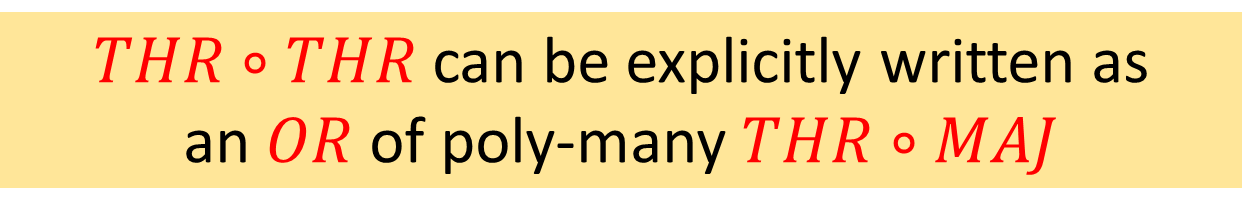 THR ∘ THR can be explicitly written as
an OR of poly-many THR ∘ MAJ